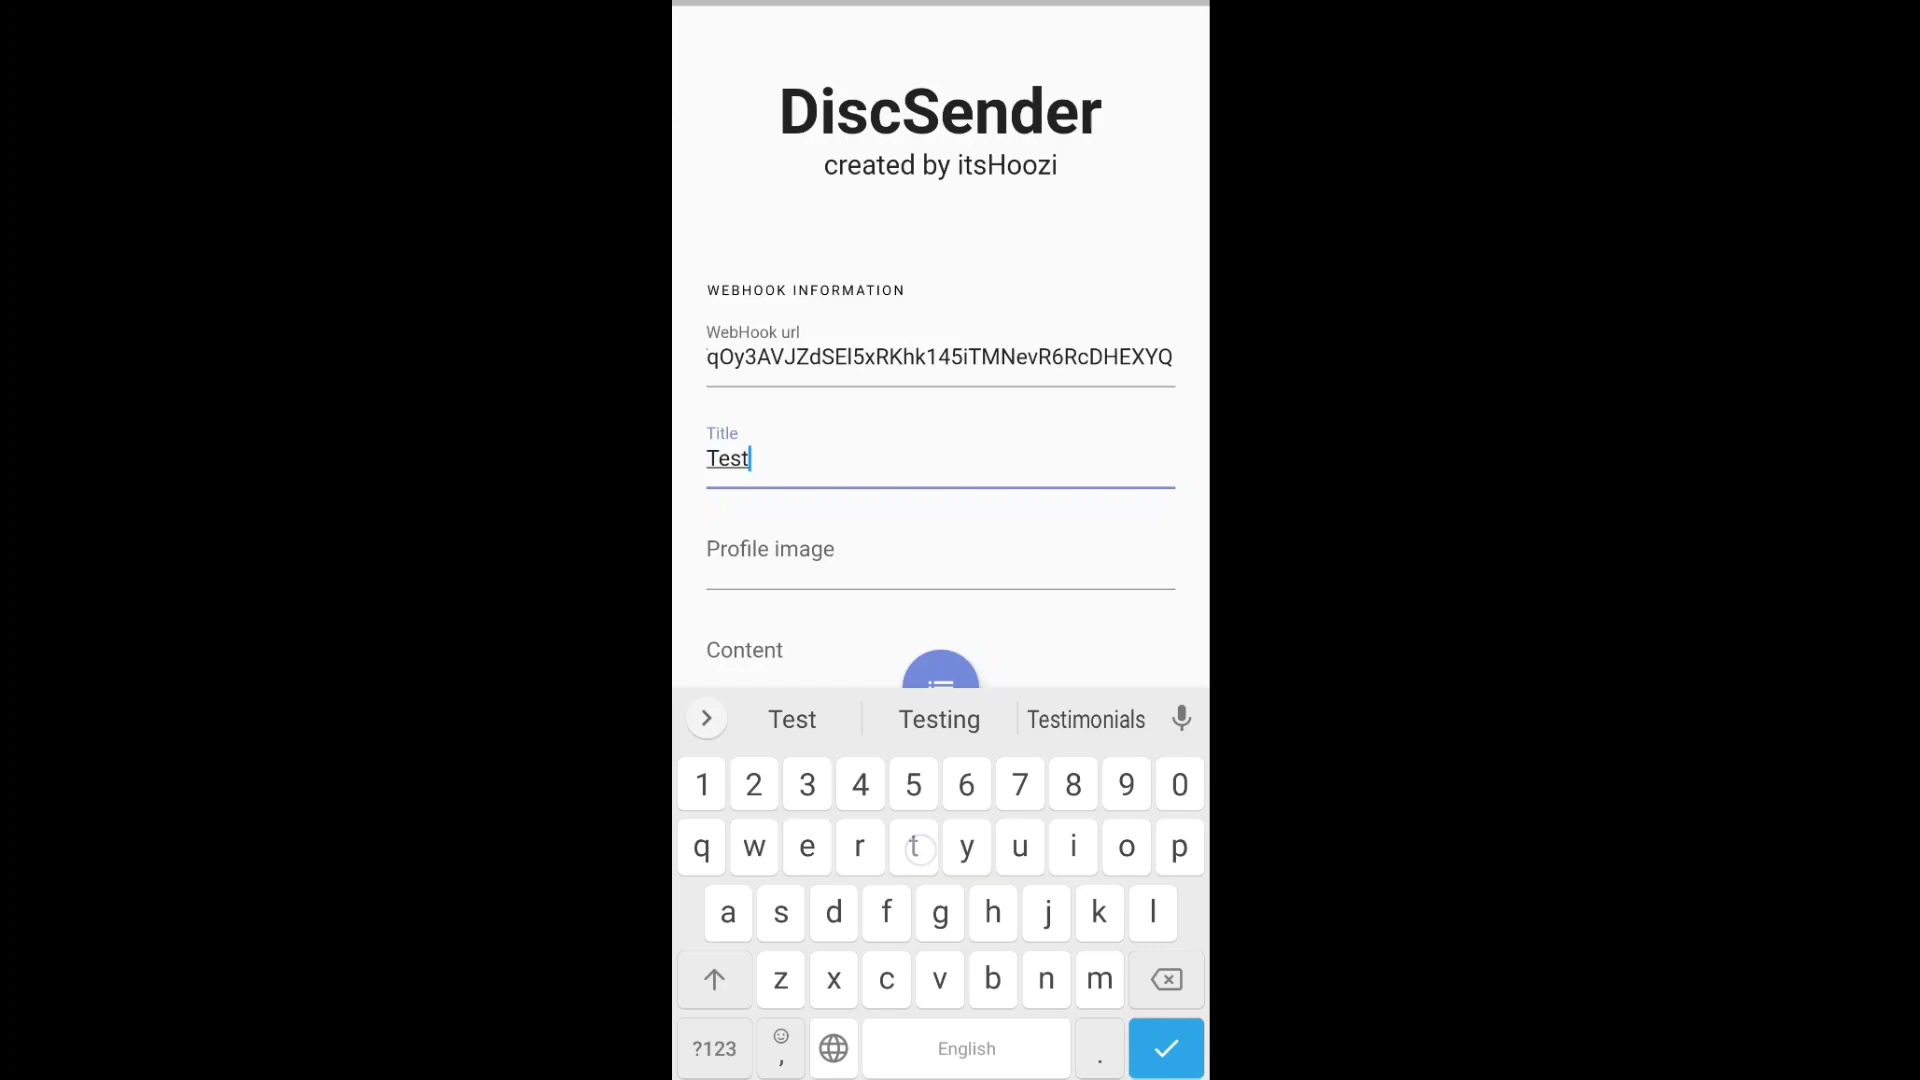 DiscSender
created by itsHoozi
WEBHOOK INFORMATION
WebHook url
qOy3AVJZdSEl5xRKhk145iTMNevR6RcDHEXYQ
Title
Test
Profile image
Content
Test Testing Testimonials
1 2 3 4 5 6 7 8 9 0
q w e r t y u i o p
a s d f g h j k l
z x c v b n m
?123 , English .